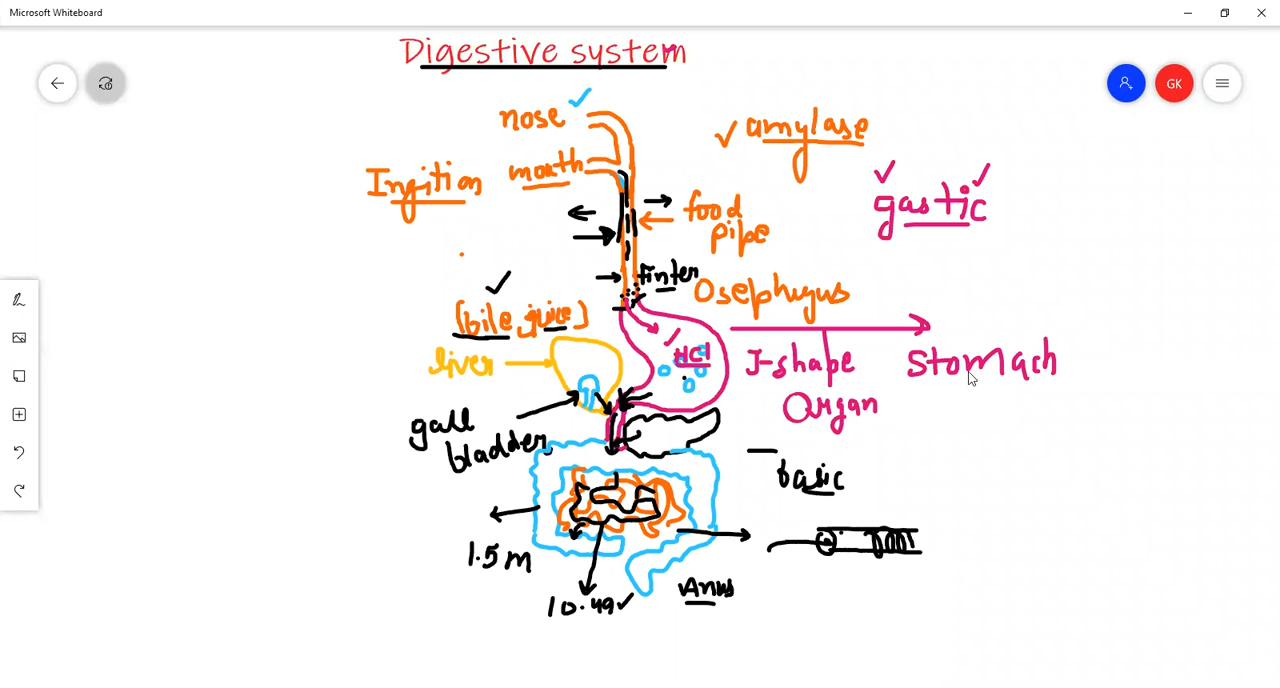 Microsoft Whiteboard
Digestive system
GK
nose
amylase
mouth
Ingition
gastic
food
pipe
finter
Osephugus
[bile juice]
liver
HCl
J-shape
Organ
Stomach
gall
bladder
basic
1.5 m
10.49
Anus